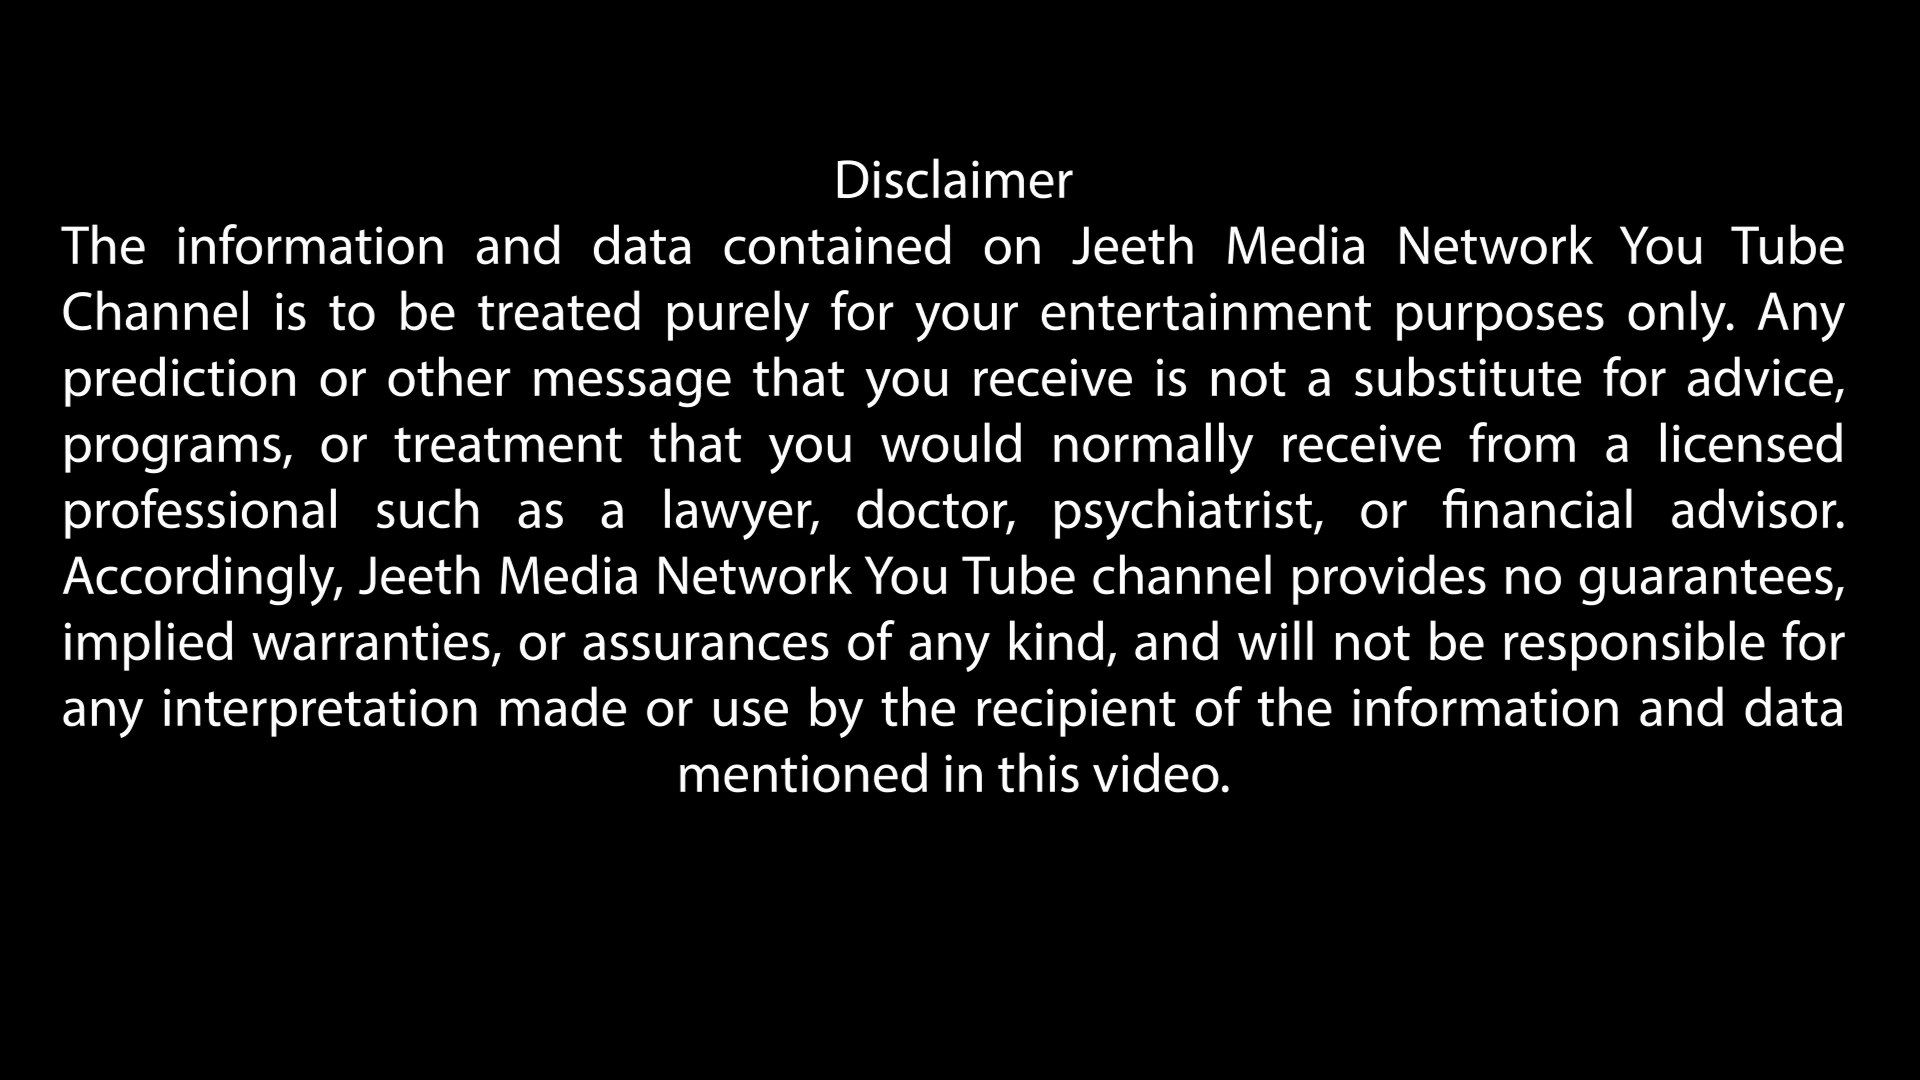 Disclaimer
The information and data contained on Jeeth Media Network You Tube
Channel is to be treated purely for your entertainment purposes only. Any
prediction or other message that you receive is not a substitute for advice,
programs, or treatment that you would normally receive from a licensed
professional such as a lawyer, doctor, psychiatrist, or financial advisor.
Accordingly, Jeeth Media Network You Tube channel provides no guarantees,
implied warranties, or assurances of any kind, and will not be responsible for
any interpretation made or use by the recipient of the information and data
mentioned in this video.